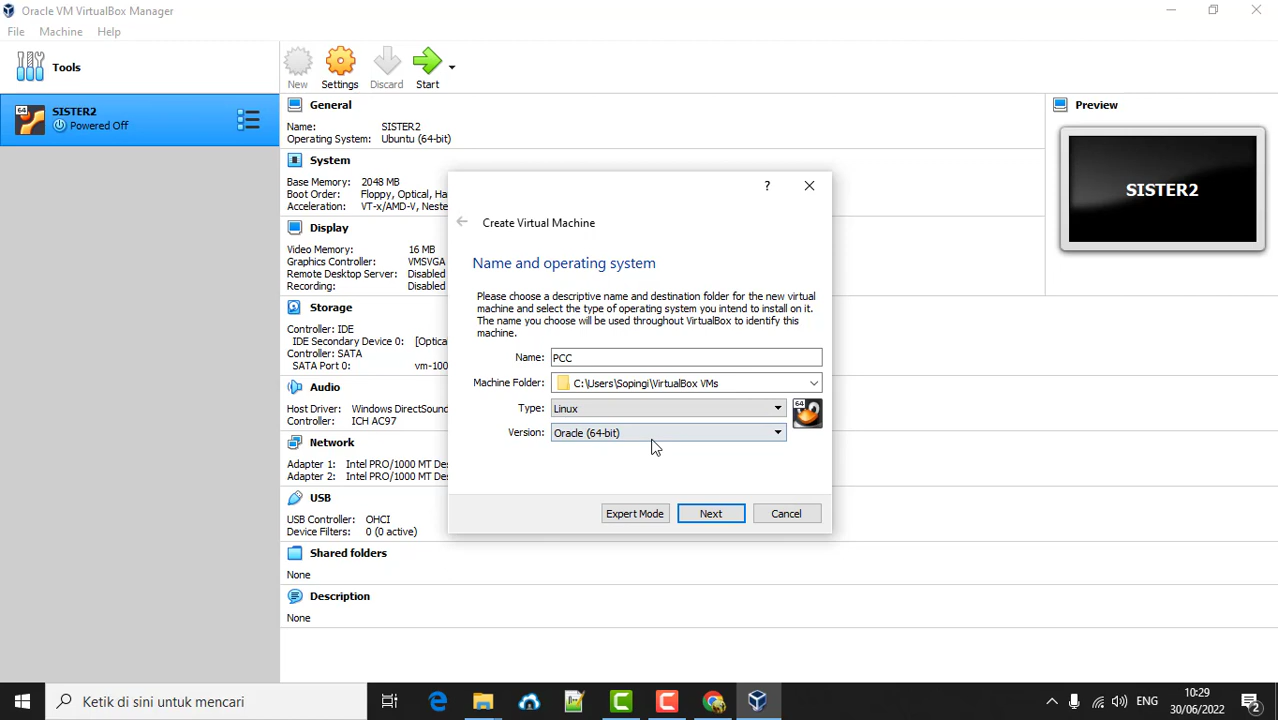 Oracle VM VirtualBox Manager
File Machine Help
Tools
New Settings Discard Start
64
SISTER2
Powered Off
General
Name: SISTER2
Operating System: Ubuntu (64-bit)
System
Base Memory: 2048 MB
Boot Order: Floppy, Optical, Ha
Acceleration: VT-x/AMD-V, Neste
Display
Video Memory: 16 MB
Graphics Controller: VMSVGA
Remote Desktop Server: Disabled
Recording: Disabled
Storage
Controller: IDE
IDE Secondary Device 0: [Optical
Controller: SATA
SATA Port 0: vm-100
Audio
Host Driver: Windows DirectSoun
Controller: ICH AC97
Network
Adapter 1: Intel PRO/1000 MT Des
Adapter 2: Intel PRO/1000 MT Des
USB
USB Controller: OHCI
Device Filters: 0 (0 active)
Shared folders
None
Description
None
Preview
SISTER2
?
Create Virtual Machine
Name and operating system
Please choose a descriptive name and destination folder for the new virtual
machine and select the type of operating system you intend to install on it.
The name you choose will be used throughout VirtualBox to identify this
machine.
Name: PCC
Machine Folder: C:\Users\Sopingi\VirtualBox VMs
Type: Linux
64
Version: Oracle (64-bit)
Expert Mode Next Cancel
Ketik di sini untuk mencari
ENG
10:29
30/06/2022
2